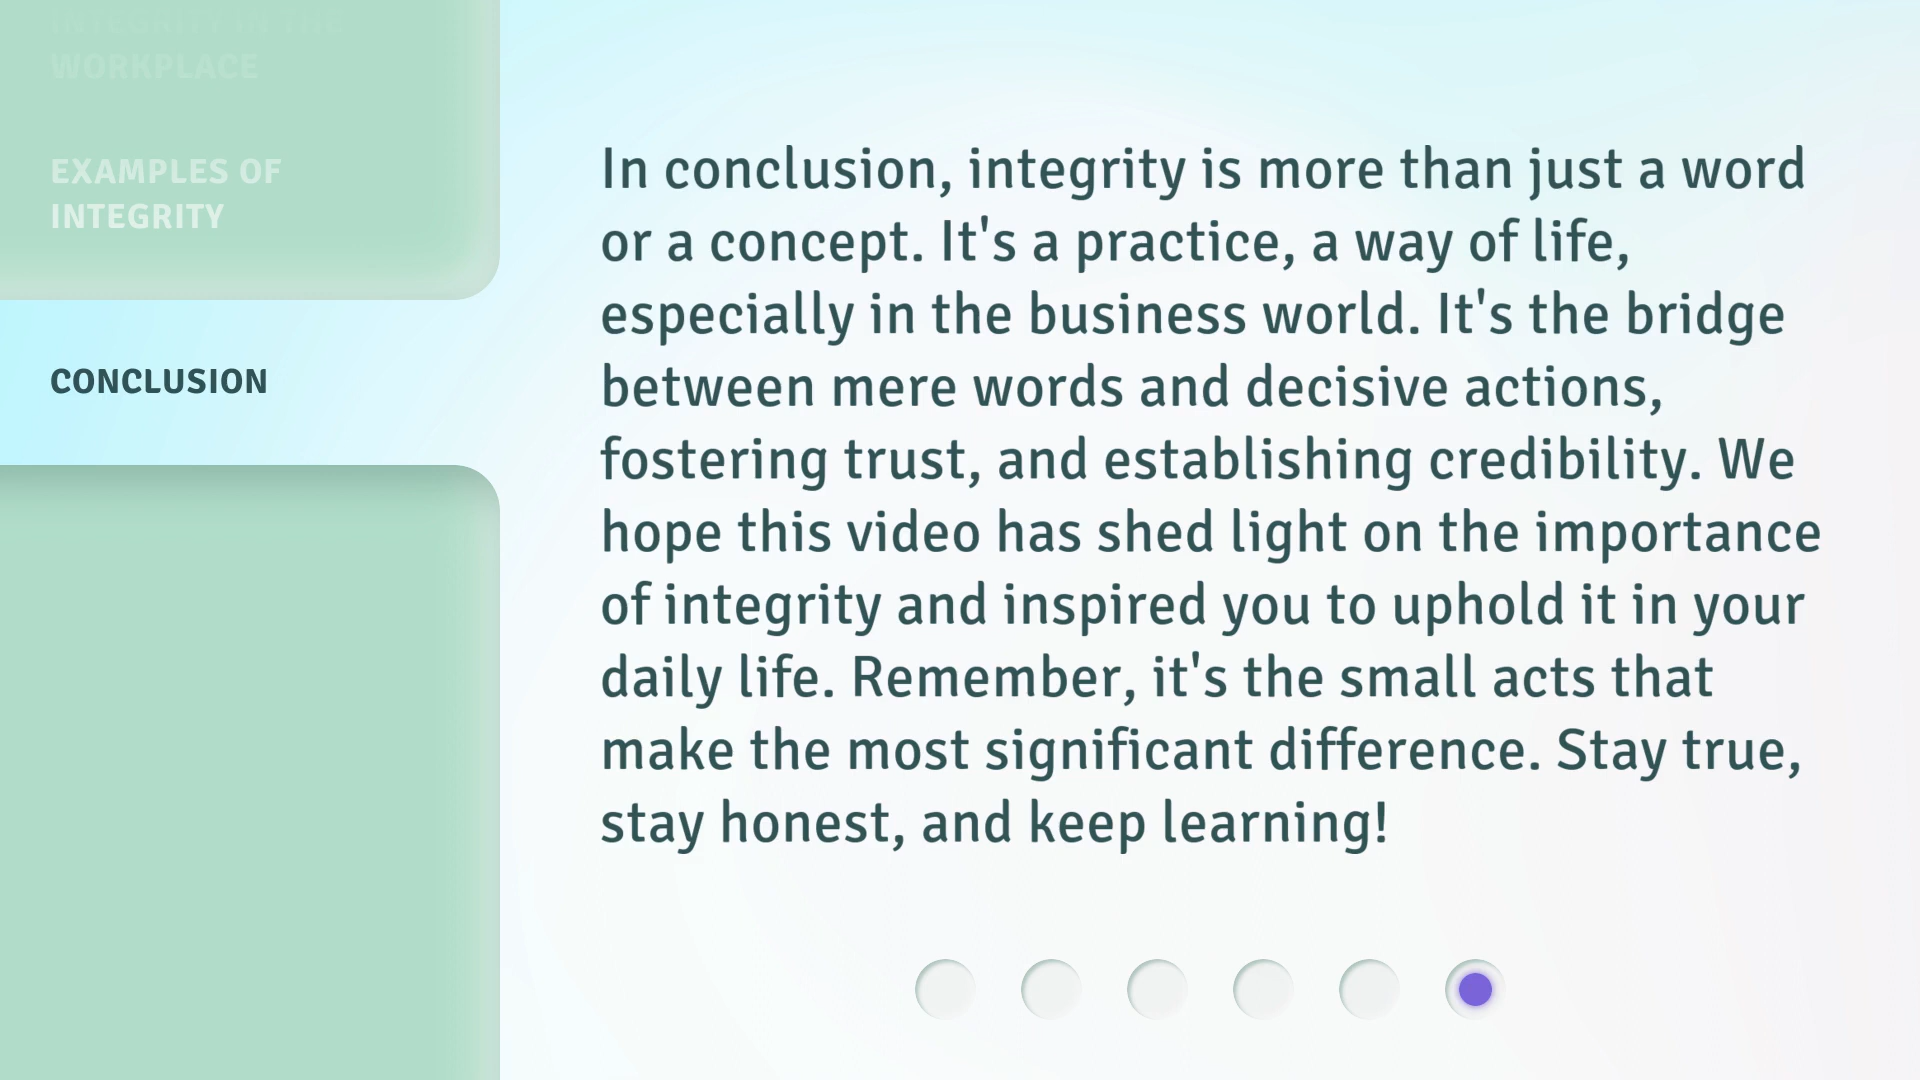 INTEGRITY IN THE
WORKPLACE
EXAMPLES OF
INTEGRITY
CONCLUSION
In conclusion, integrity is more than just a word
or a concept. It's a practice, a way of life,
especially in the business world. It's the bridge
between mere words and decisive actions,
fostering trust, and establishing credibility. We
hope this video has shed light on the importance
of integrity and inspired you to uphold it in your
daily life. Remember, it's the small acts that
make the most significant difference. Stay true,
stay honest, and keep learning!